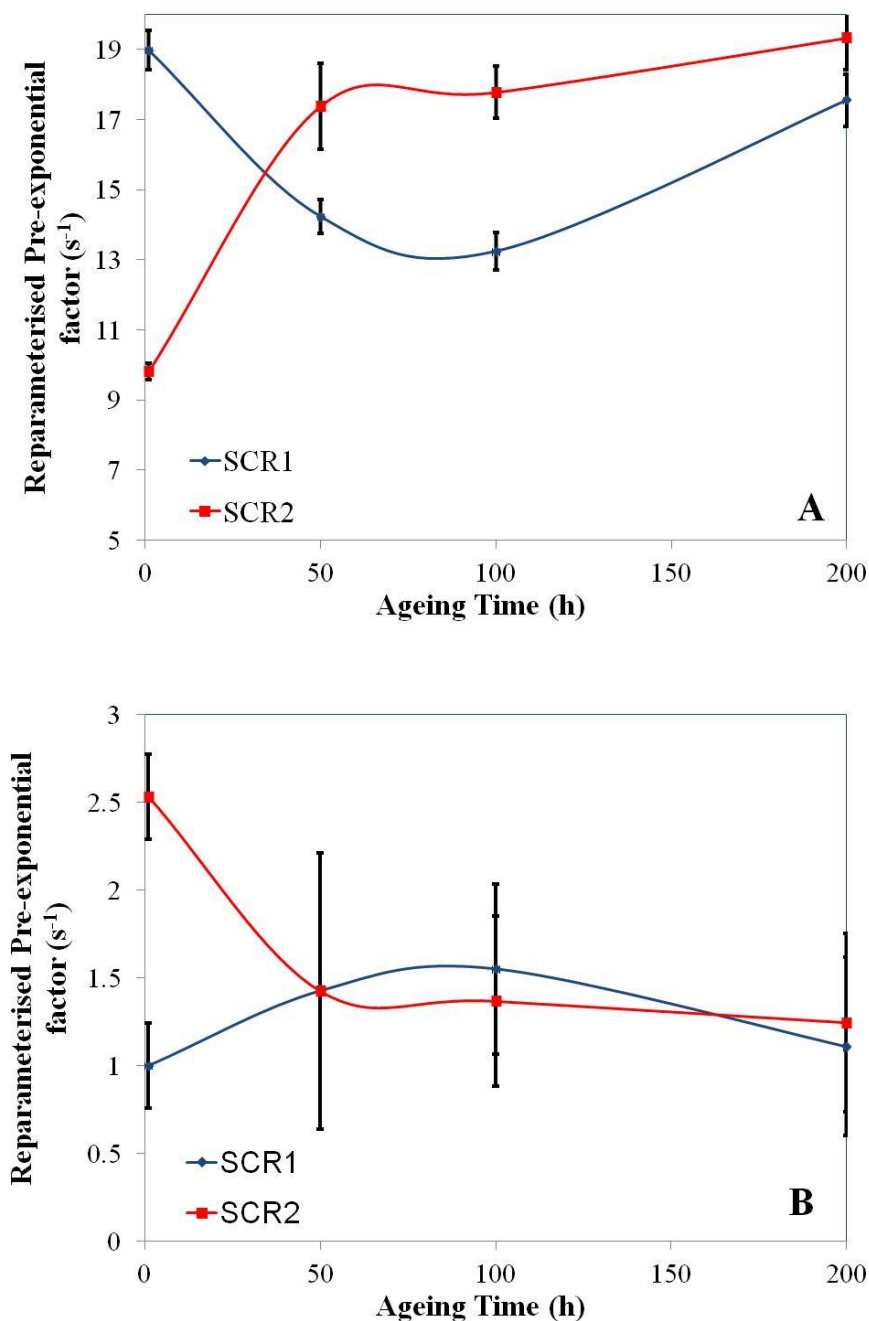 Reparameterised Pre-exponential
factor (s-1)
19
17
15
13
11
9
7
5
SCR1
SCR2
A
0
50
100
150
200
Ageing Time (h)
Reparameterised Pre-exponential
factor (s-1)
3
2.5
2
1.5
1
0.5
0
SCR1
SCR2
B
0
50
100
150
200
Ageing Time (h)